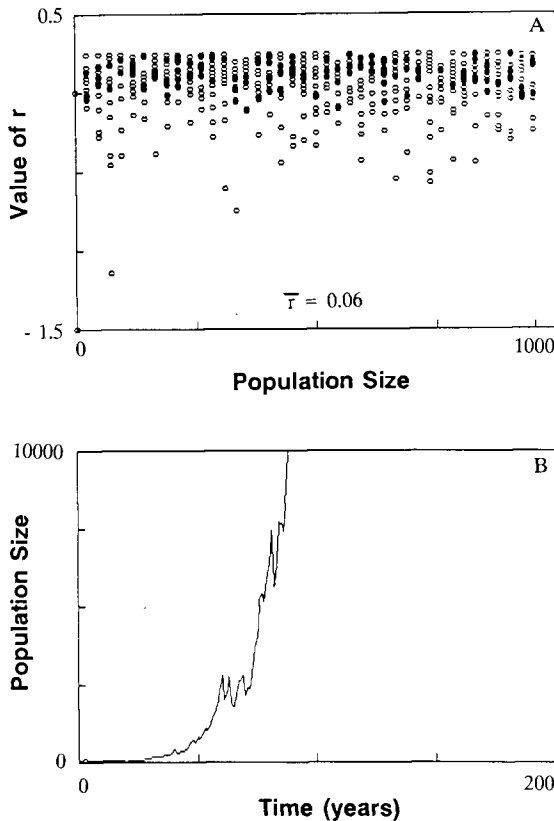 A
0.5
0
Value of r
r̅ = 0.06
- 1.5
0
1000
Population Size
B
10000
Population Size
0
0
200
Time (years)